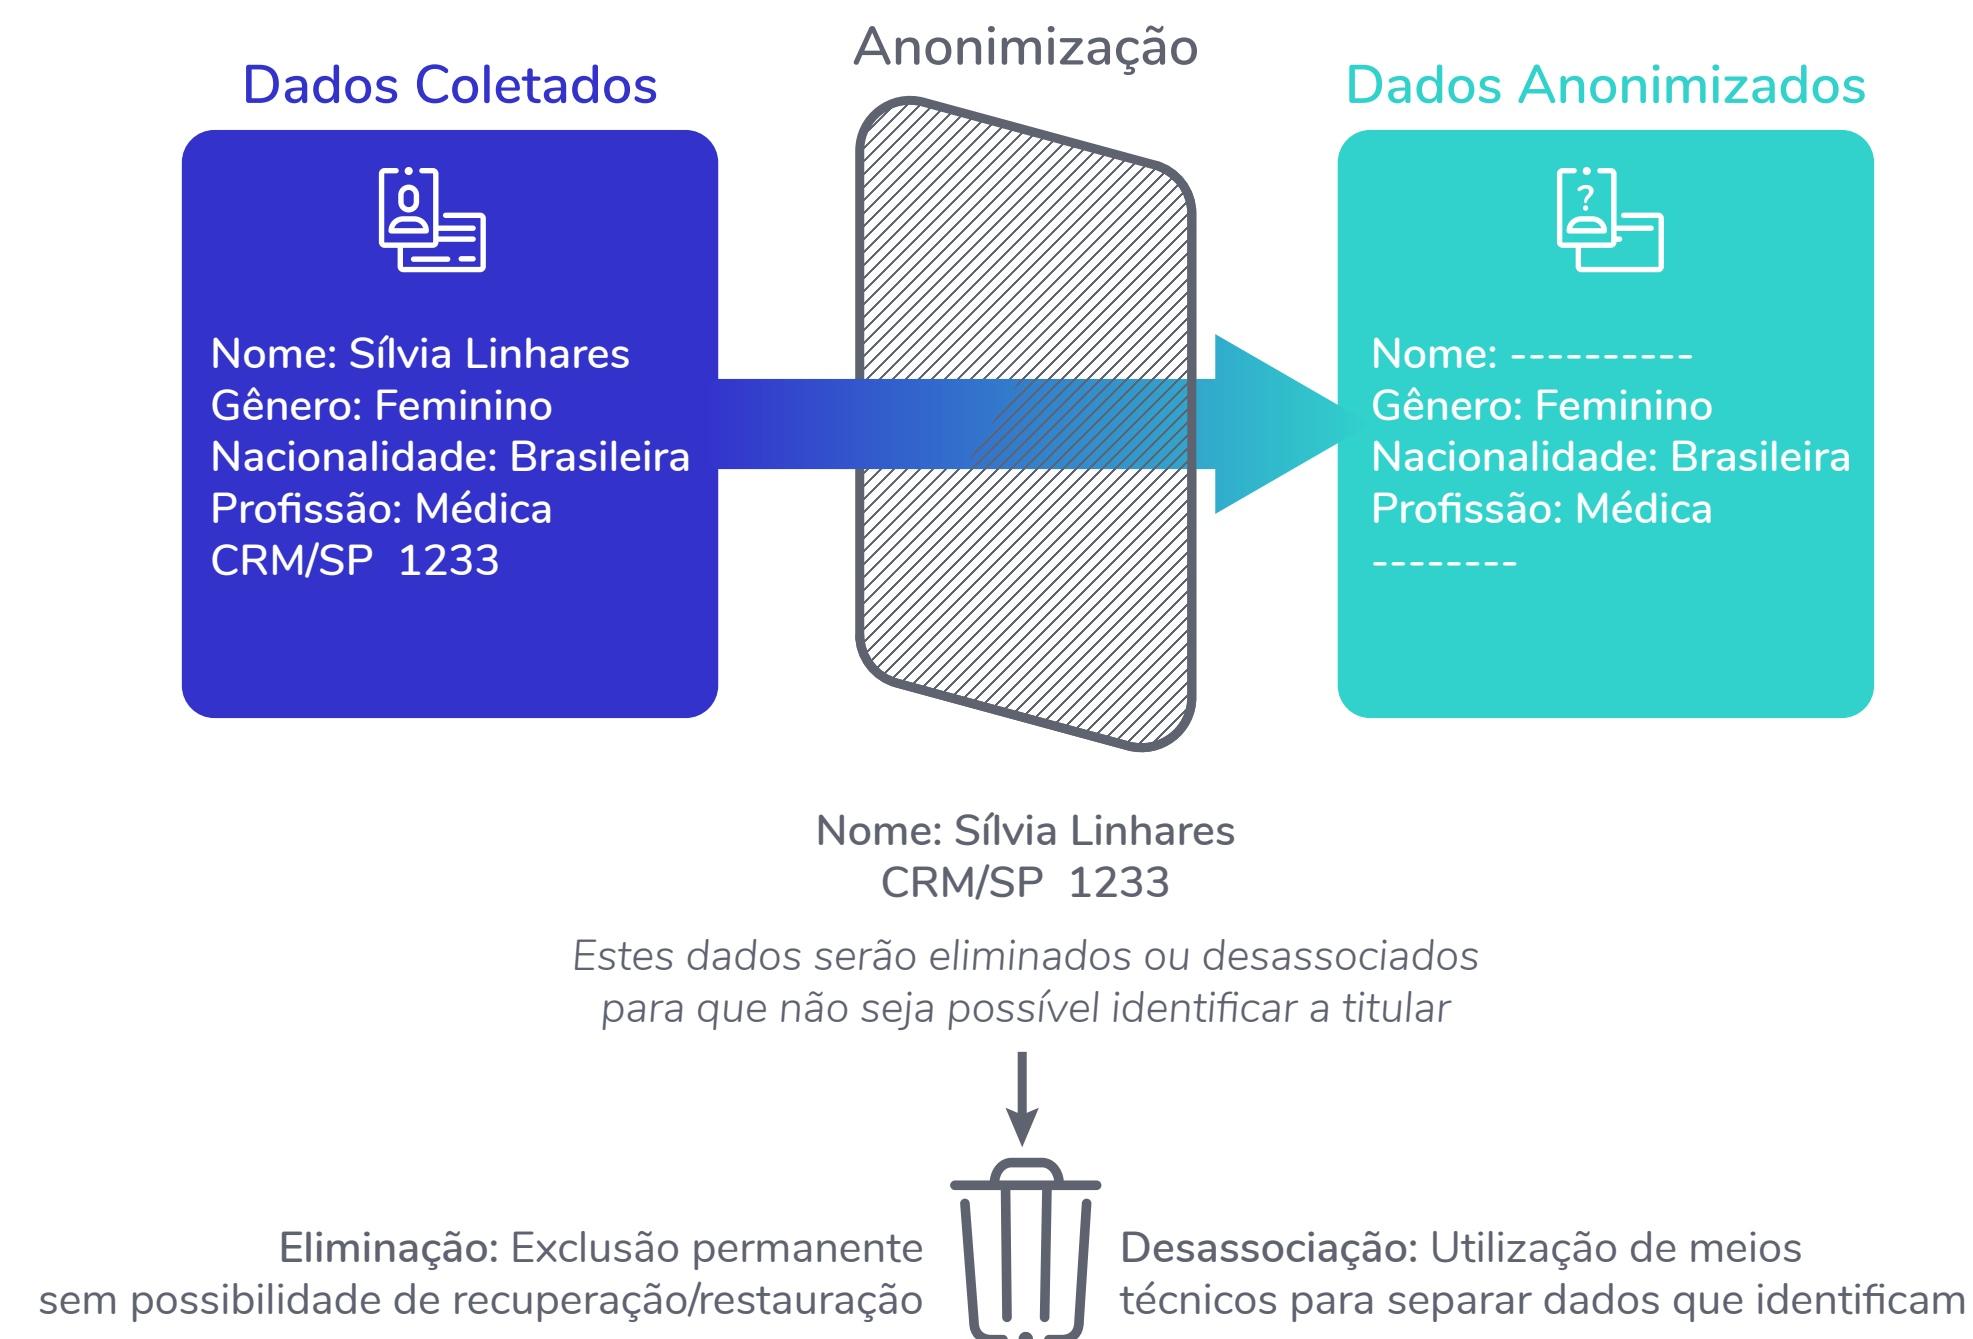 Anonimização
Dados Coletados
Nome: Sílvia Linhares
Gênero: Feminino
Nacionalidade: Brasileira
Profissão: Médica
CRM/SP 1233
Dados Anonimizados
?
Nome: ----------
Gênero: Feminino
Nacionalidade: Brasileira
Profissão: Médica
--------
Nome: Sílvia Linhares
CRM/SP 1233
Estes dados serão eliminados ou desassociados
para que não seja possível identificar a titular
Eliminação: Exclusão permanente
sem possibilidade de recuperação/restauração
Desassociação: Utilização de meios
técnicos para separar dados que identificam